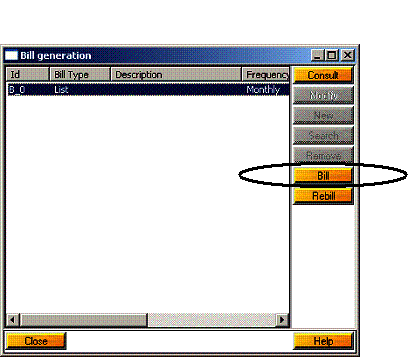 Bill generation
Id Bill Type Description Frequency
B_0 List Monthly
Consult
Modify
New
Search
Remove
Bill
Rebill
Close Help